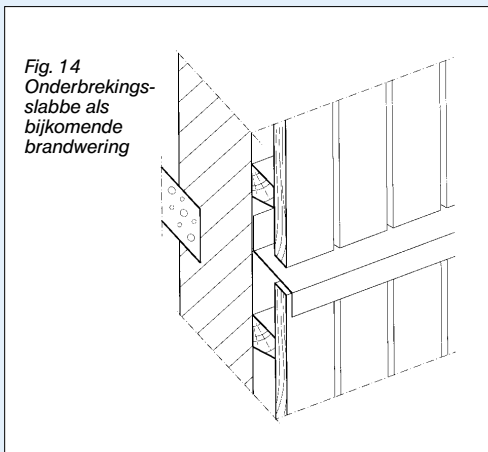 Fig. 14
Onderbrekings-
slabbe als
bijkomende
brandwering